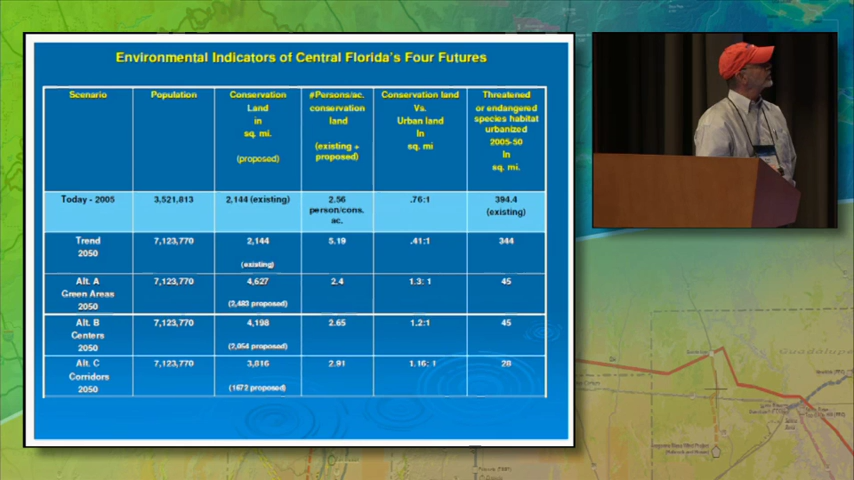 Environmental Indicators of Central Florida's Four Futures
Scenario
Population
Conservation
Land
in
sq. mi.
(proposed)
#Persons/ac.
conservation
land
(existing +
proposed)
Conservation land
Vs.
Urban land
In
sq. mi
Threatened
or endangered
species habitat
urbanized
2005-50
In
sq. mi.
Today - 2005
3,521,813
2,144 (existing)
2.56
person/cons.
ac.
.76:1
394.4
(existing)
Trend
2050
7,123,770
2,144
(existing)
5.19
.41:1
344
Alt. A
Green Areas
2050
7,123,770
4,627
(2,483 proposed)
2.4
1.3: 1
45
Alt. B
Centers
2050
7,123,770
4,198
(2,054 proposed)
2.65
1.2:1
45
Alt. C
Corridors
2050
7,123,770
3,816
(1672 proposed)
2.91
1.16: 1
28